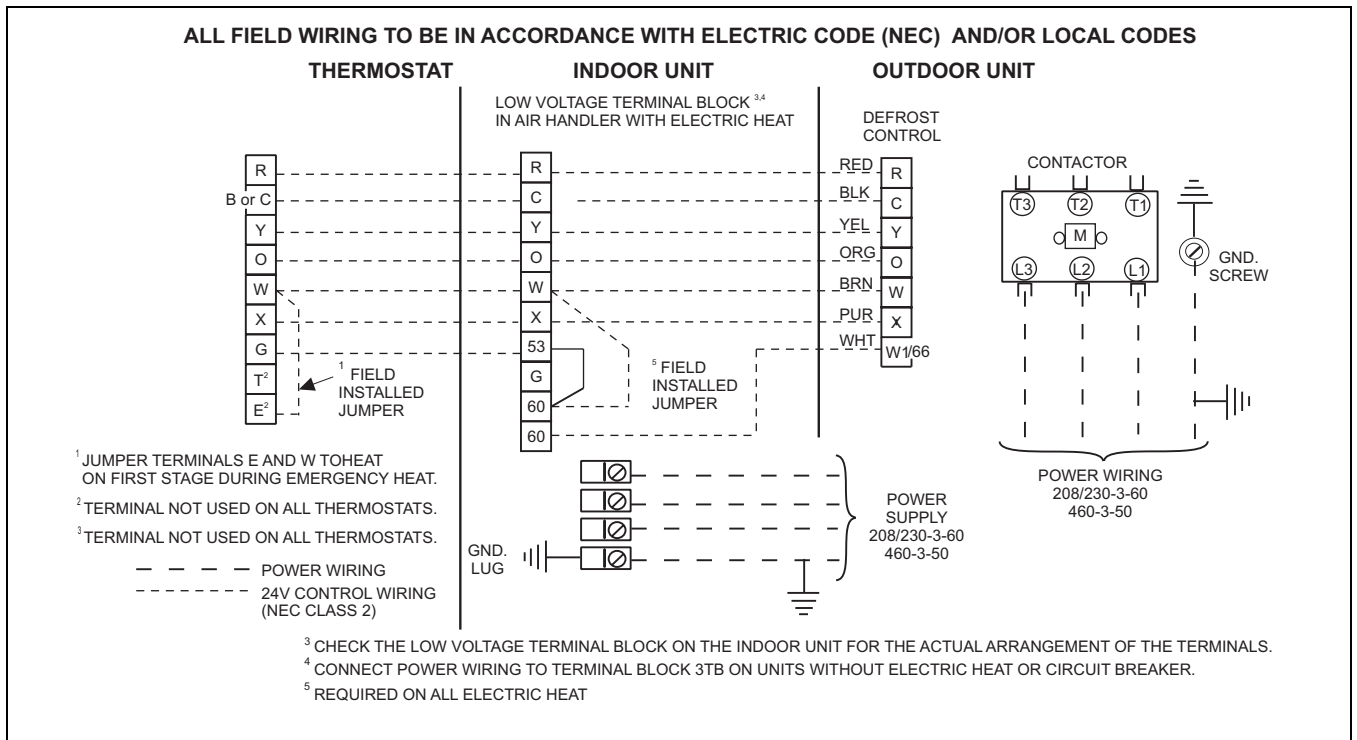 ALL FIELD WIRING TO BE IN ACCORDANCE WITH ELECTRIC CODE (NEC) AND/OR LOCAL CODES
THERMOSTAT
INDOOR UNIT
OUTDOOR UNIT
LOW VOLTAGE TERMINAL BLOCK 3,4
IN AIR HANDLER WITH ELECTRIC HEAT
DEFROST
CONTROL
R
B or C
Y
O
W
X
G
T2
E2
1 FIELD
INSTALLED
JUMPER
R
C
Y
O
W
X
53
G
60
60
5 FIELD
INSTALLED
JUMPER
RED
BLK
YEL
ORG
BRN
PUR
WHT
R
C
Y
O
W
X
W1/66
CONTACTOR
T3
T2
T1
M
L3
L2
L1
GND.
SCREW
POWER WIRING
208/230-3-60
460-3-50
1 JUMPER TERMINALS E AND W TOHEAT
ON FIRST STAGE DURING EMERGENCY HEAT.
2 TERMINAL NOT USED ON ALL THERMOSTATS.
3 TERMINAL NOT USED ON ALL THERMOSTATS.
POWER WIRING
24V CONTROL WIRING
(NEC CLASS 2)
GND.
LUG
POWER
SUPPLY
208/230-3-60
460-3-50
3 CHECK THE LOW VOLTAGE TERMINAL BLOCK ON THE INDOOR UNIT FOR THE ACTUAL ARRANGEMENT OF THE TERMINALS.
4 CONNECT POWER WIRING TO TERMINAL BLOCK 3TB ON UNITS WITHOUT ELECTRIC HEAT OR CIRCUIT BREAKER.
5 REQUIRED ON ALL ELECTRIC HEAT